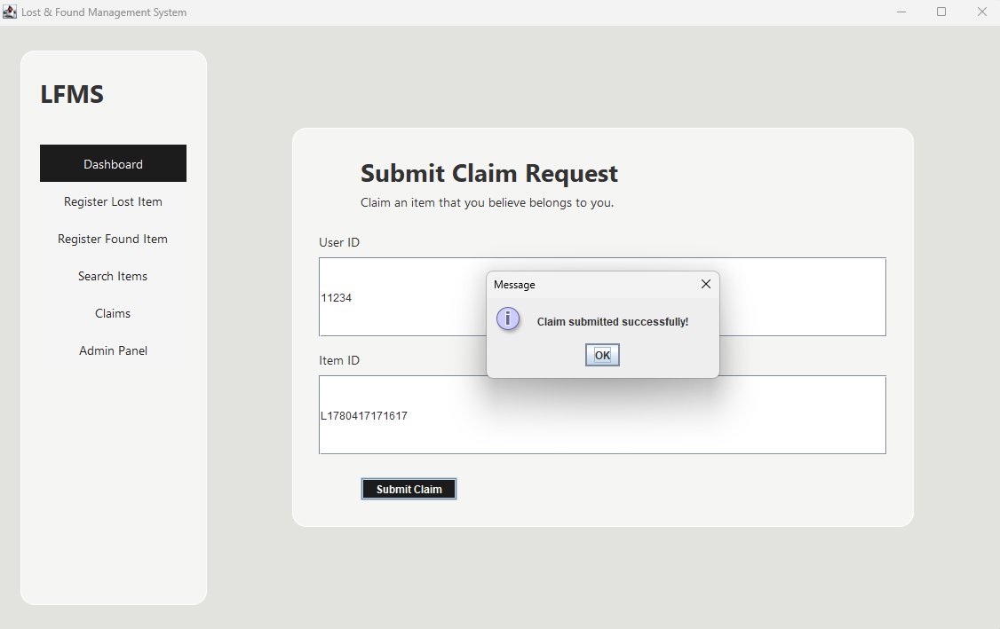 Lost & Found Management System
LFMS
Dashboard
Register Lost Item
Register Found Item
Search Items
Claims
Admin Panel
Submit Claim Request
Claim an item that you believe belongs to you.
User ID
11234
Message
Claim submitted successfully!
OK
Item ID
L1780417171617
Submit Claim